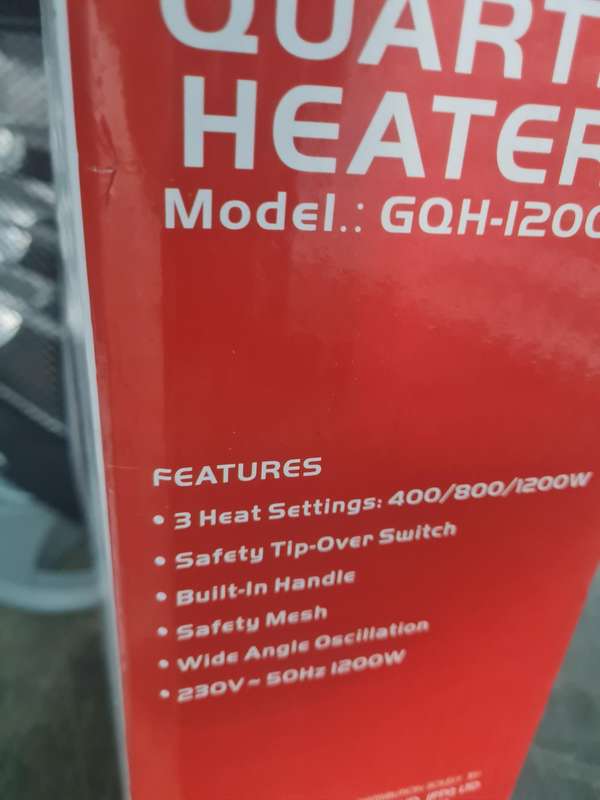 QUART
HEATER
Model.: GQH-1200
FEATURES
• 3 Heat Settings: 400/800/1200W
• Safety Tip-Over Switch
• Built-In Handle
• Safety Mesh
• Wide Angle Oscillation
• 230V ~ 50Hz 1200W